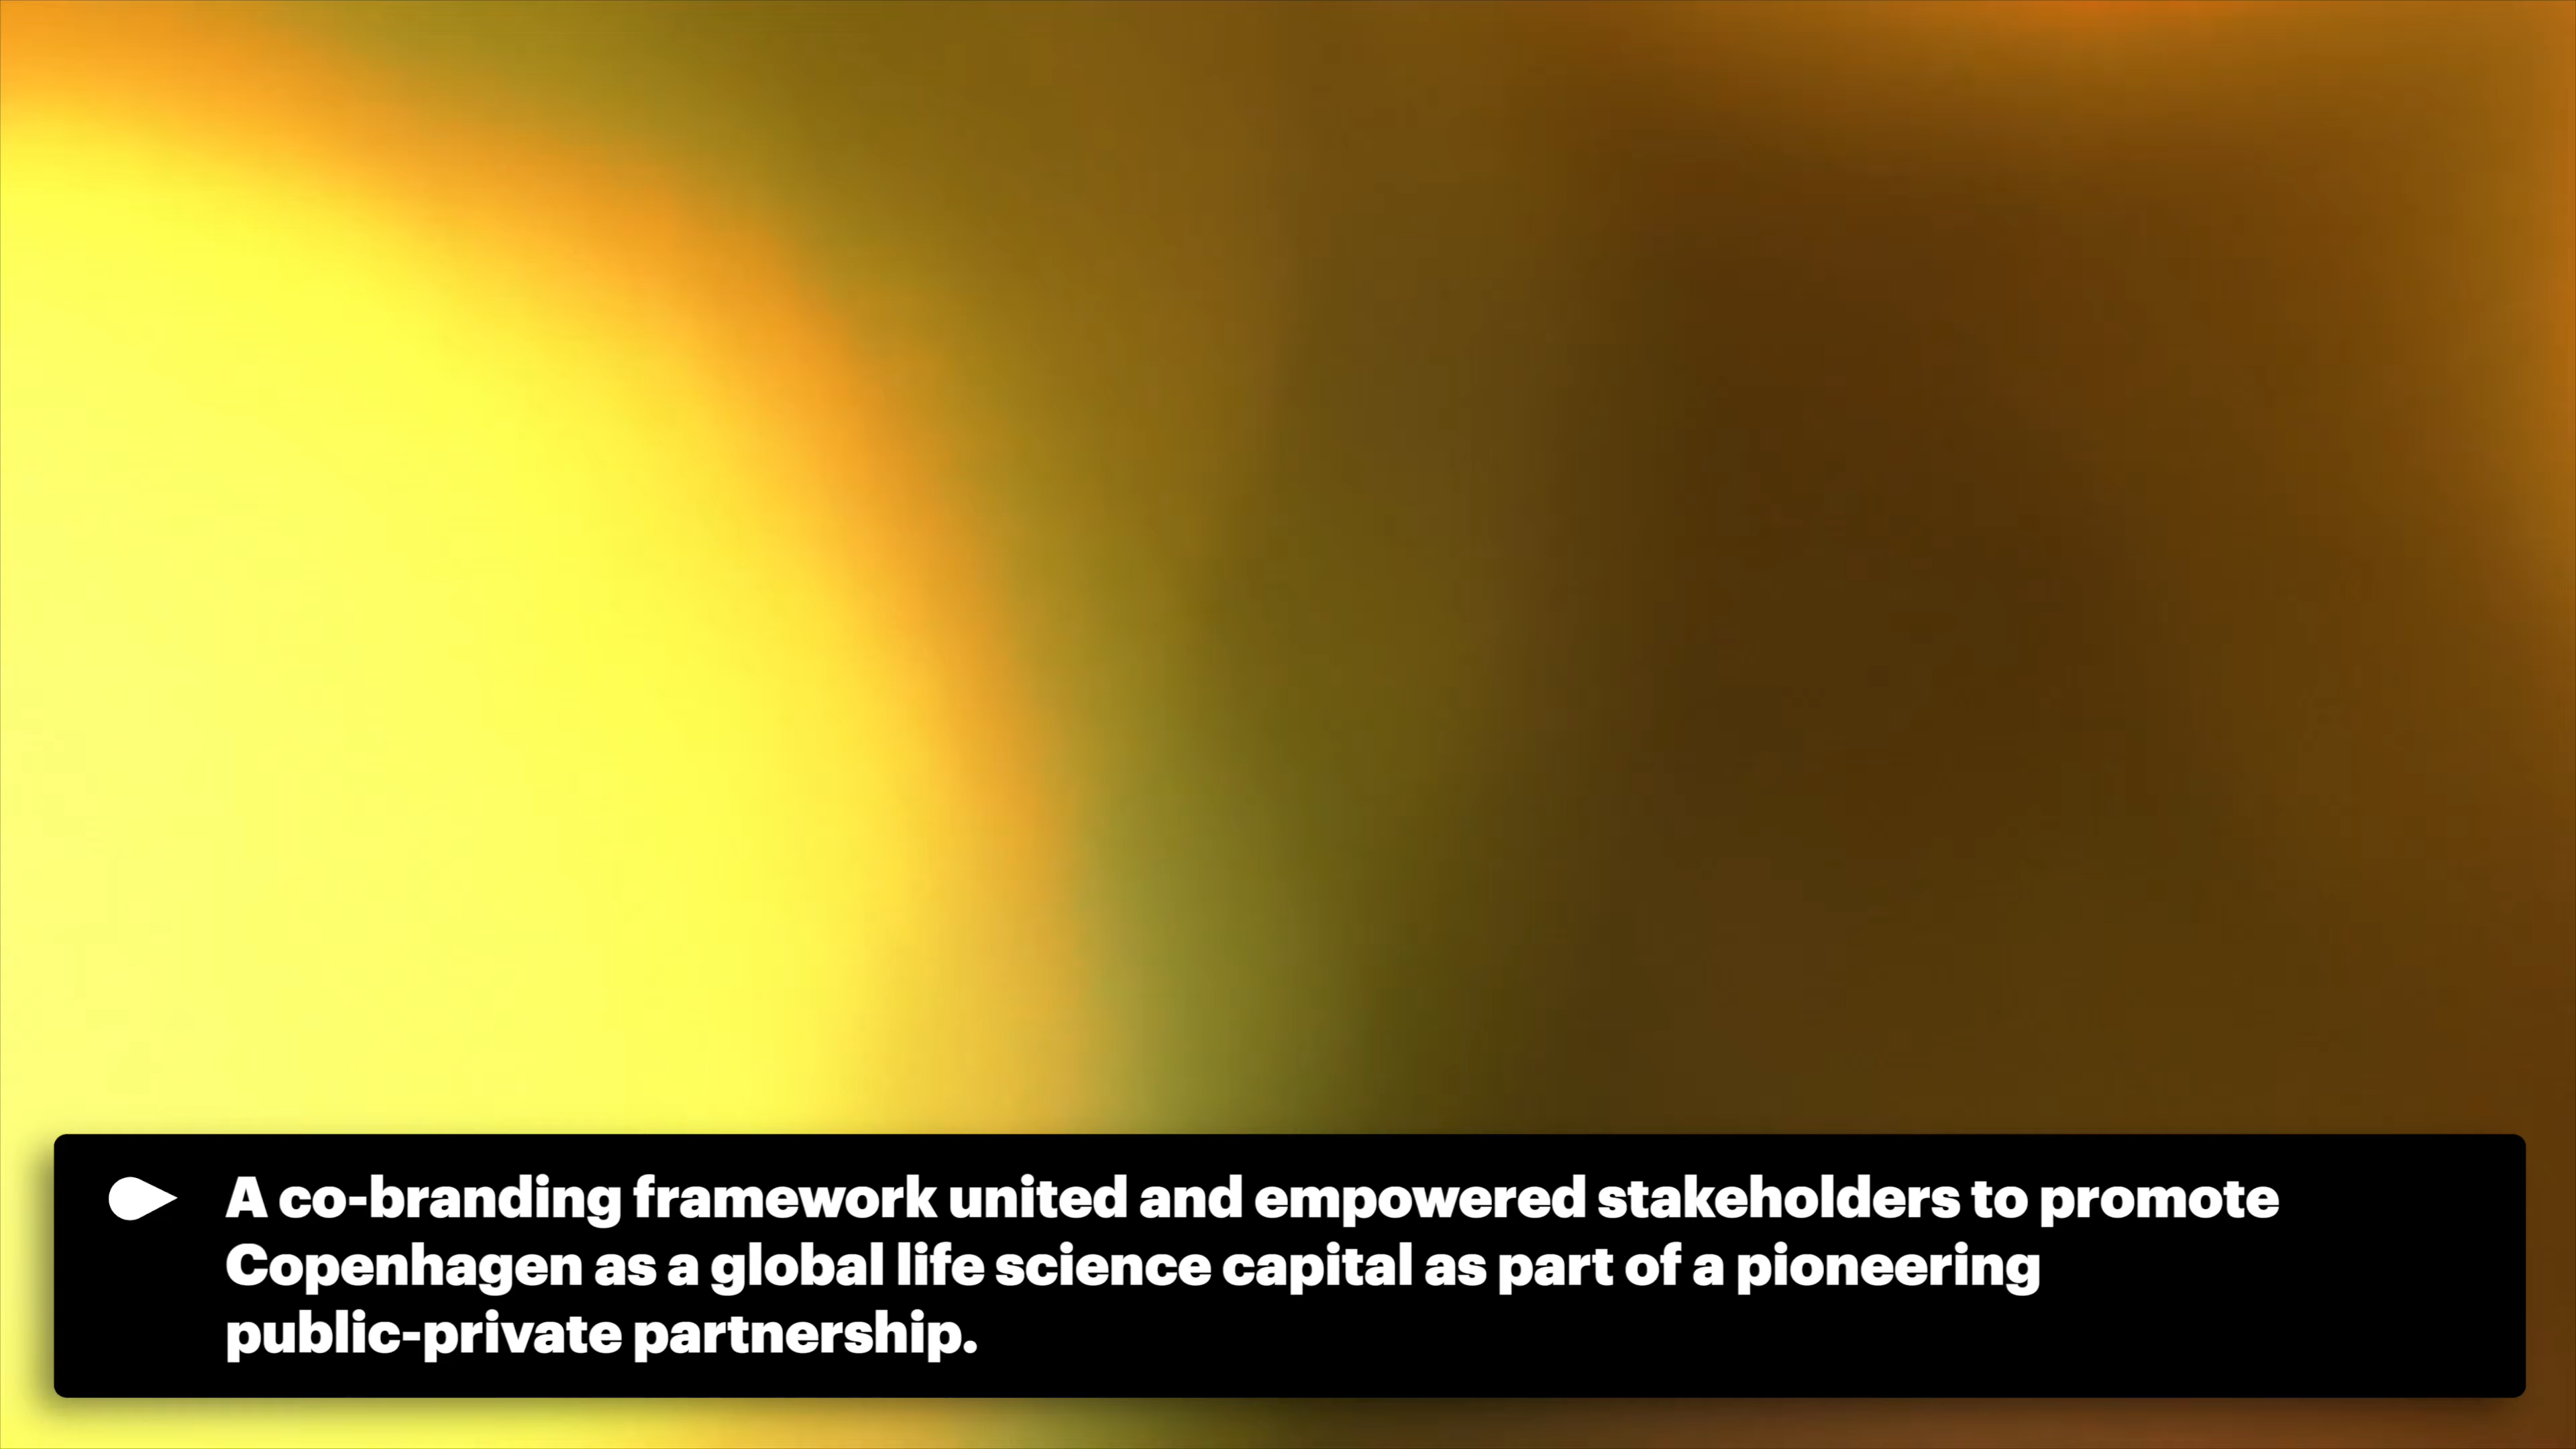 A co-branding framework united and empowered stakeholders to promote
Copenhagen as a global life science capital as part of a pioneering
public-private partnership.